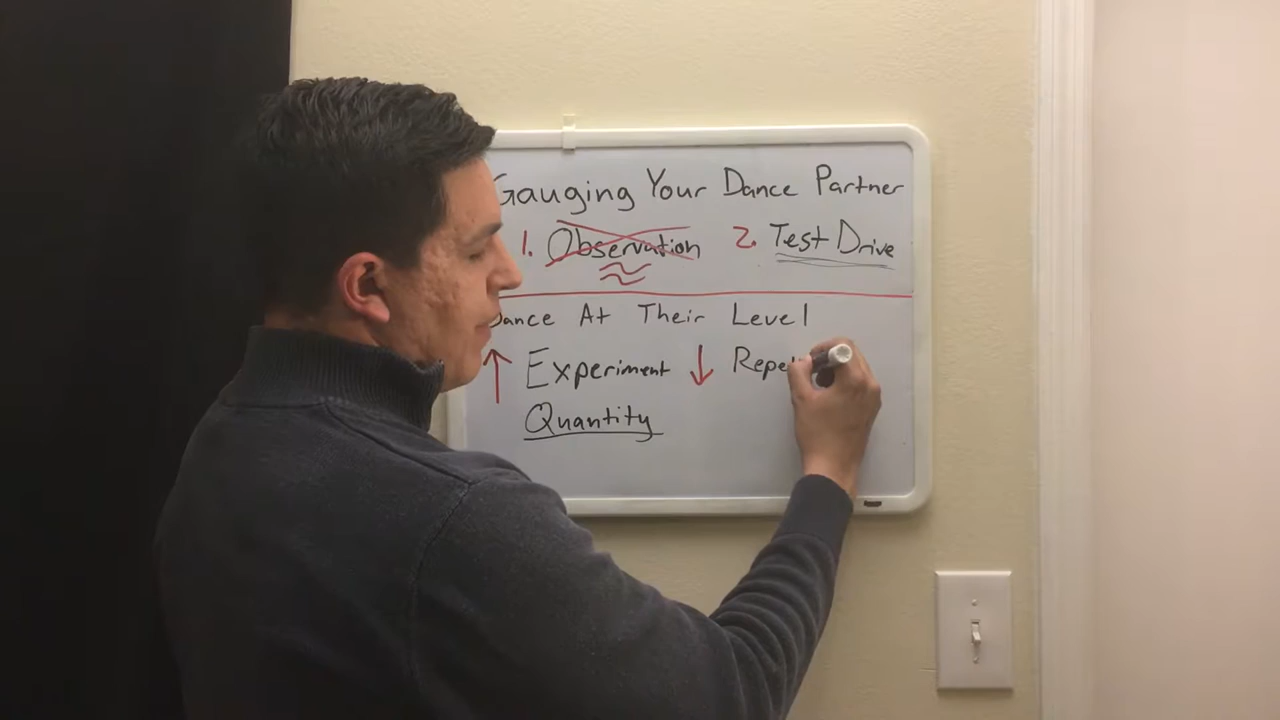 Gauging Your Dance Partner
1. Observation 2. Test Drive
Dance At Their Level
↑ Experiment ↓ Repe
Quantity